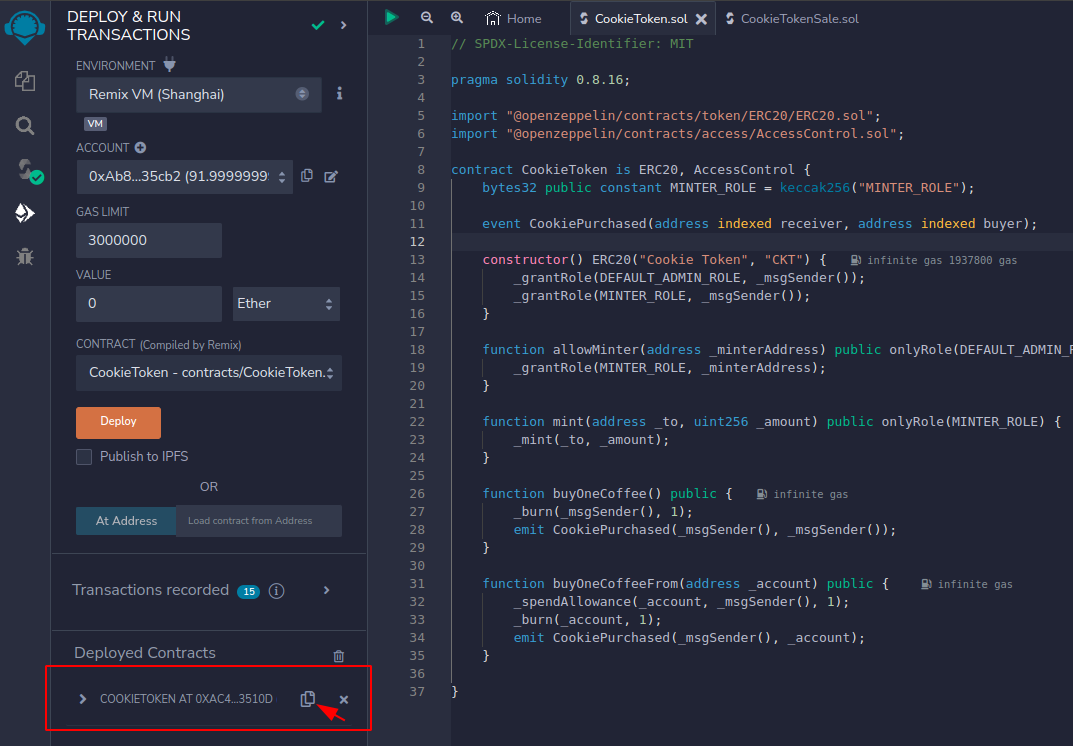 DEPLOY & RUN
TRANSACTIONS
ENVIRONMENT
Remix VM (Shanghai)
VM
ACCOUNT
0xAb8...35cb2 (91.9999999
GAS LIMIT
3000000
VALUE
0
Ether
CONTRACT (Compiled by Remix)
CookieToken - contracts/CookieToken.
Deploy
Publish to IPFS
OR
At Address
Load contract from Address
Transactions recorded 15
Deployed Contracts
COOKIETOKEN AT 0XAC4...3510D
Home
CookieToken.sol
CookieTokenSale.sol
1 // SPDX-License-Identifier: MIT
2
3 pragma solidity 0.8.16;
4
5 import "@openzeppelin/contracts/token/ERC20/ERC20.sol";
6 import "@openzeppelin/contracts/access/AccessControl.sol";
7
8 contract CookieToken is ERC20, AccessControl {
9 bytes32 public constant MINTER_ROLE = keccak256("MINTER_ROLE");
10
11 event CookiePurchased(address indexed receiver, address indexed buyer);
12
13 constructor() ERC20("Cookie Token", "CKT") { infinite gas 1937800 gas
14 _grantRole(DEFAULT_ADMIN_ROLE, _msgSender());
15 _grantRole(MINTER_ROLE, _msgSender());
16 }
17
18 function allowMinter(address _minterAddress) public onlyRole(DEFAULT_ADMIN_R
19 _grantRole(MINTER_ROLE, _minterAddress);
20 }
21
22 function mint(address _to, uint256 _amount) public onlyRole(MINTER_ROLE) {
23 _mint(_to, _amount);
24 }
25
26 function buyOneCoffee() public { infinite gas
27 _burn(_msgSender(), 1);
28 emit CookiePurchased(_msgSender(), _msgSender());
29 }
30
31 function buyOneCoffeeFrom(address _account) public { infinite gas
32 _spendAllowance(_account, _msgSender(), 1);
33 _burn(_account, 1);
34 emit CookiePurchased(_msgSender(), _account);
35 }
36
37 }